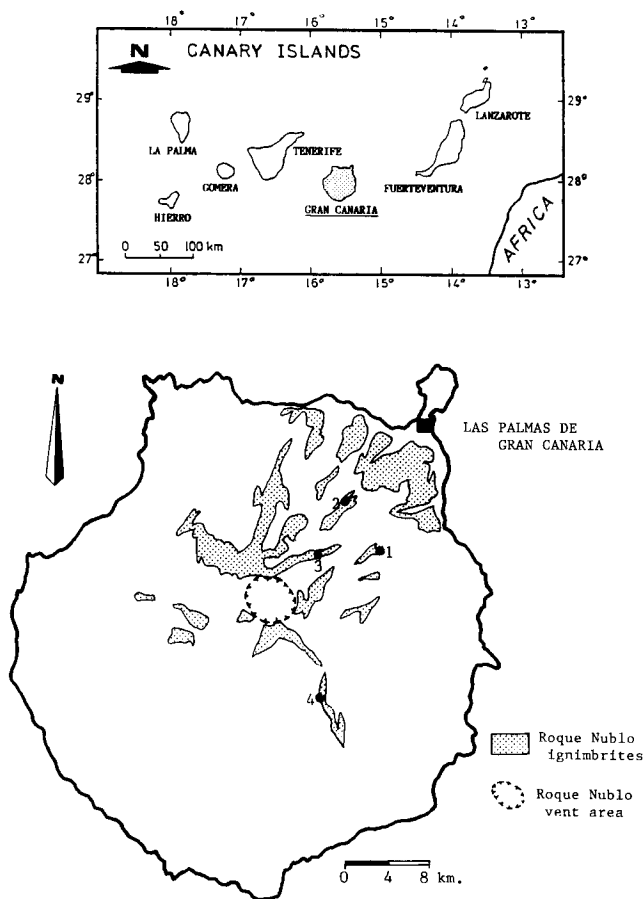 18° 17° 16° 15° 14° 13°
N CANARY ISLANDS
29° 29°
LANZAROTE
LA PALMA TENERIFE
28° GOMERA FUERTEVENTURA 28°
HIERRO GRAN CANARIA
0 50 100 km
AFRICA
27° 27°
18° 17° 16° 15° 14° 13°
N
LAS PALMAS DE
GRAN CANARIA
2 3
1
3
4
Roque Nublo
ignimbrites
Roque Nublo
vent area
0 4 8 km.